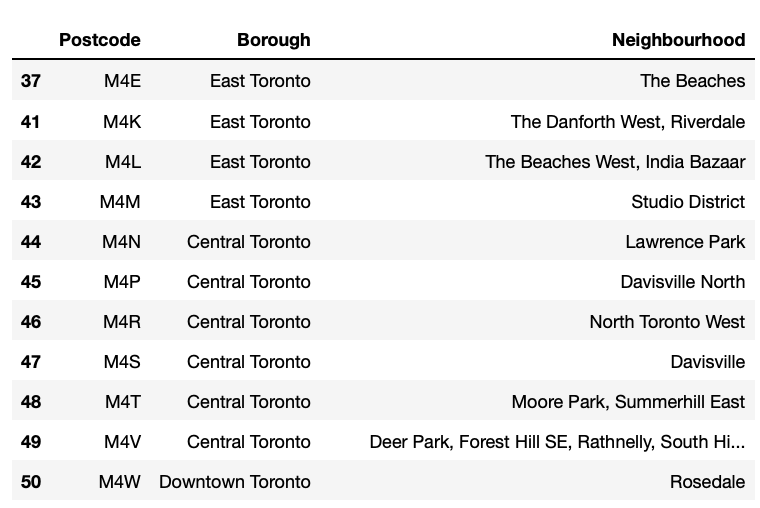 Postcode Borough Neighbourhood
37 M4E East Toronto The Beaches
41 M4K East Toronto The Danforth West, Riverdale
42 M4L East Toronto The Beaches West, India Bazaar
43 M4M East Toronto Studio District
44 M4N Central Toronto Lawrence Park
45 M4P Central Toronto Davisville North
46 M4R Central Toronto North Toronto West
47 M4S Central Toronto Davisville
48 M4T Central Toronto Moore Park, Summerhill East
49 M4V Central Toronto Deer Park, Forest Hill SE, Rathnelly, South Hi...
50 M4W Downtown Toronto Rosedale